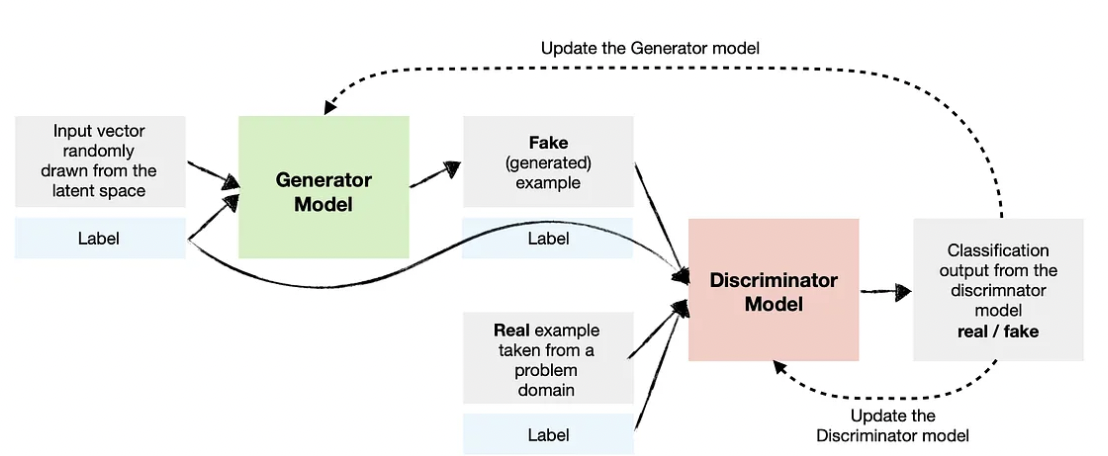 Update the Generator model
Input vector
randomly
drawn from the
latent space
Label
Generator
Model
Fake
(generated)
example
Label
Real example
taken from a
problem
domain
Label
Discriminator
Model
Classification
output from the
discrimnator
model
real / fake
Update the
Discriminator model